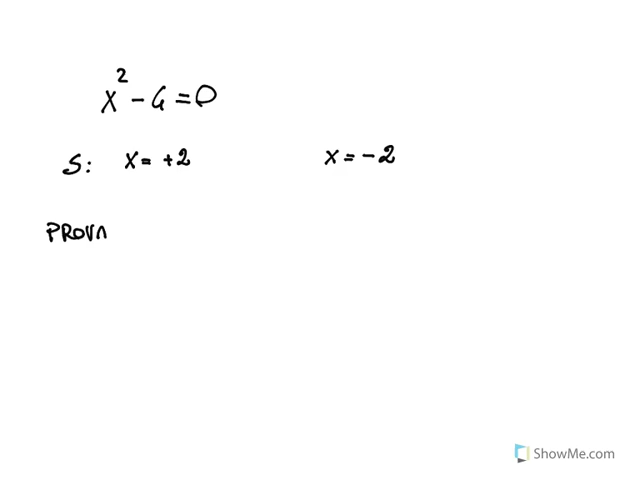 x² - 4 = 0
S: x = +2 x = -2
PROVA
ShowMe.com